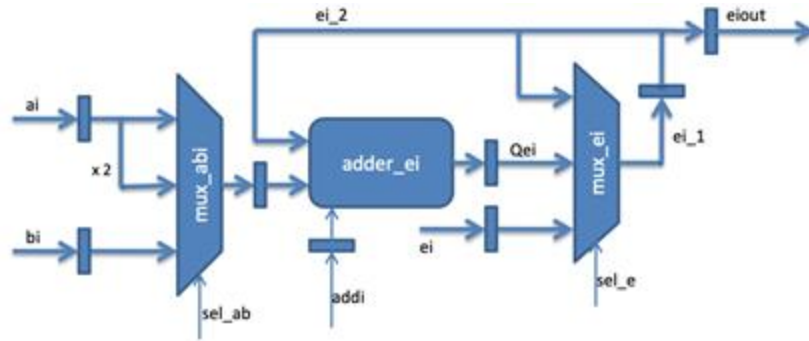 ei_2
eiout
ai
x 2
mux_abi
adder_ei
Qei
mux_ei
ei_1
bi
ei
sel_ab
addi
sel_e